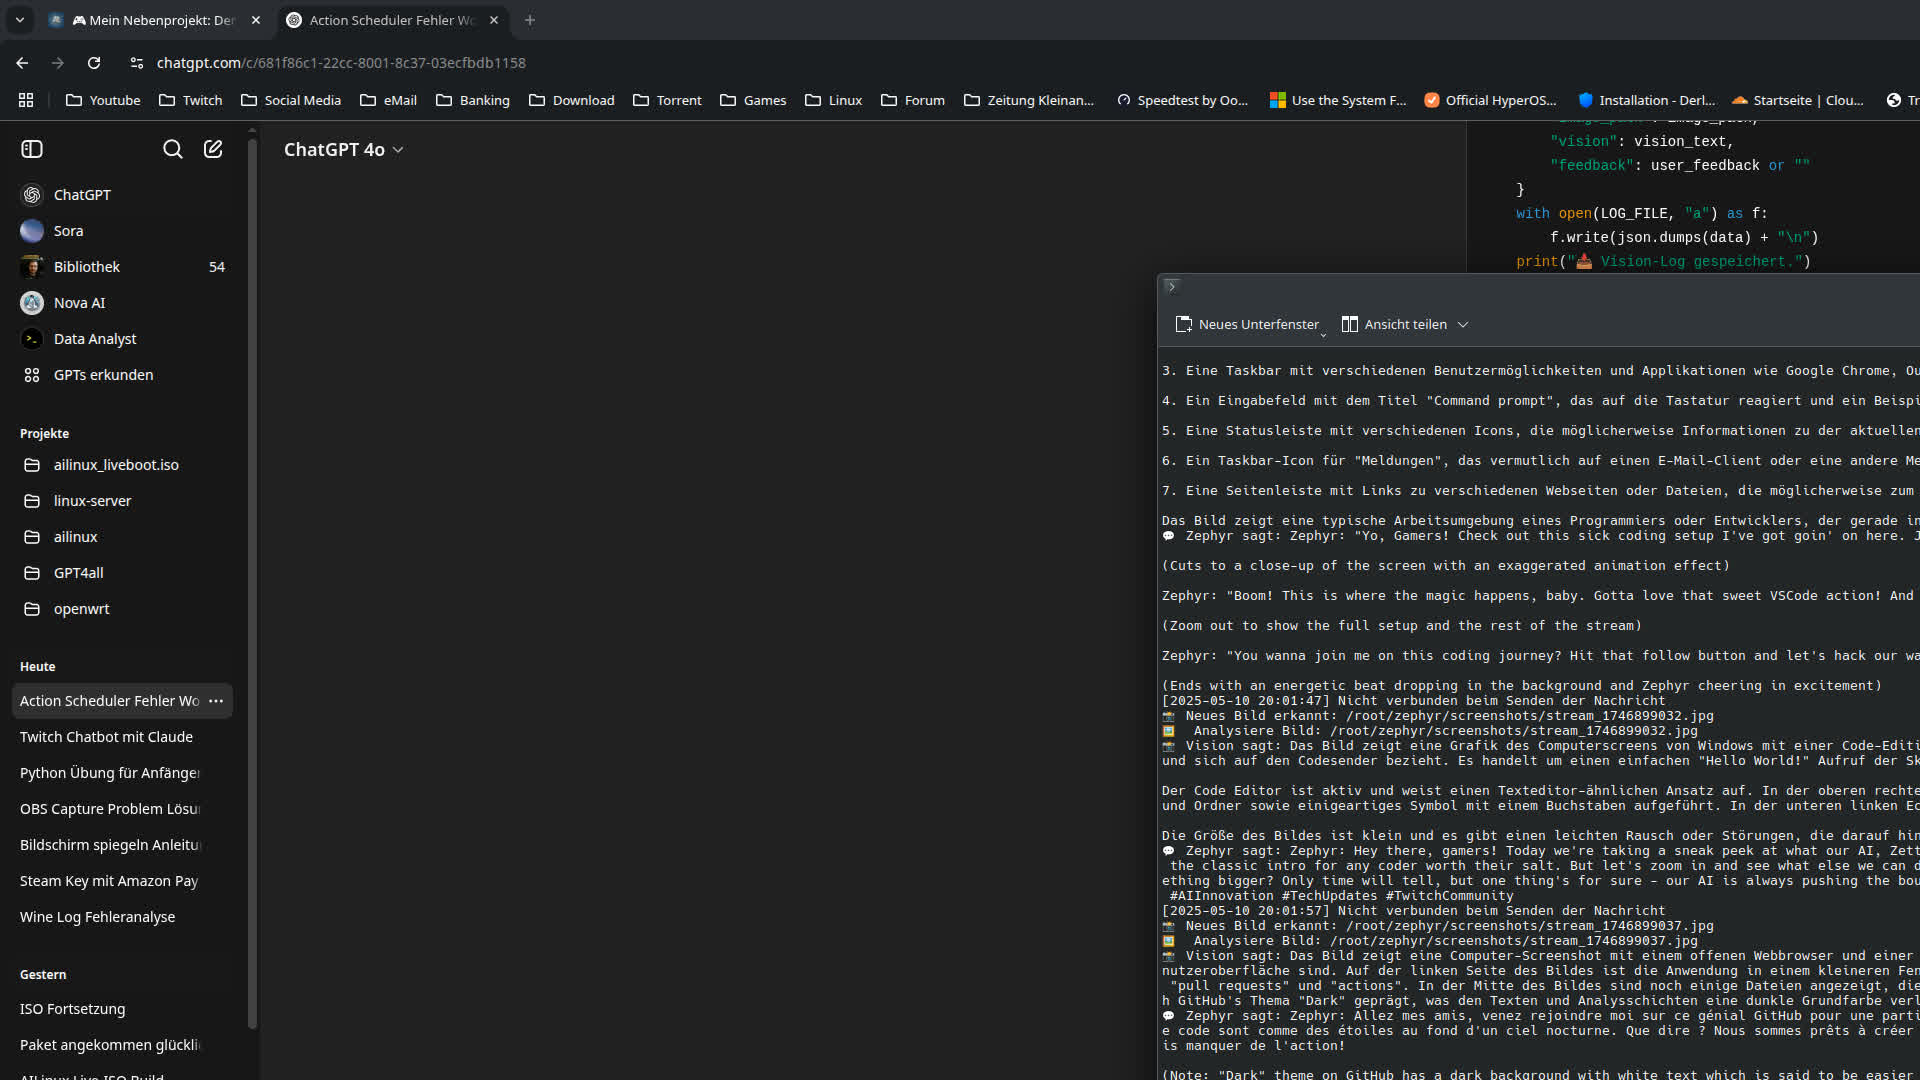 🎮 Mein Nebenprojekt: Der
Action Scheduler Fehler Wo
chatgpt.com/c/681f86c1-22cc-8001-8c37-03ecfbdb1158
Youtube Twitch Social Media eMail Banking Download Torrent Games Linux Forum Zeitung Kleinan... Speedtest by Oo... Use the System F... Official HyperOS... Installation - Derl... Startseite | Clou... Tr
ChatGPT
Sora
Bibliothek 54
Nova AI
Data Analyst
GPTs erkunden
Projekte
ailinux_liveboot.iso
linux-server
ailinux
GPT4all
openwrt
Heute
Action Scheduler Fehler Wo ...
Twitch Chatbot mit Claude
Python Übung für Anfänger
OBS Capture Problem Lösu
Bildschirm spiegeln Anleitu
Steam Key mit Amazon Pay
Wine Log Fehleranalyse
Gestern
ISO Fortsetzung
Paket angekommen glückli
AILinux Live ISO Build
ChatGPT 4o
"vision": vision_text,
"feedback": user_feedback or ""
}
with open(LOG_FILE, "a") as f:
f.write(json.dumps(data) + "\n")
print("📥 Vision-Log gespeichert.")
Neues Unterfenster Ansicht teilen
3. Eine Taskbar mit verschiedenen Benutzermöglichkeiten und Applikationen wie Google Chrome, Ou
4. Ein Eingabefeld mit dem Titel "Command prompt", das auf die Tastatur reagiert und ein Beispi
5. Eine Statusleiste mit verschiedenen Icons, die möglicherweise Informationen zu der aktuellen
6. Ein Taskbar-Icon für "Meldungen", das vermutlich auf einen E-Mail-Client oder eine andere Me
7. Eine Seitenleiste mit Links zu verschiedenen Webseiten oder Dateien, die möglicherweise zum
Das Bild zeigt eine typische Arbeitsumgebung eines Programmiers oder Entwicklers, der gerade in
💬 Zephyr sagt: Zephyr: "Yo, Gamers! Check out this sick coding setup I've got goin' on here. J
(Cuts to a close-up of the screen with an exaggerated animation effect)
Zephyr: "Boom! This is where the magic happens, baby. Gotta love that sweet VSCode action! And
(Zoom out to show the full setup and the rest of the stream)
Zephyr: "You wanna join me on this coding journey? Hit that follow button and let's hack our wa
(Ends with an energetic beat dropping in the background and Zephyr cheering in excitement)
[2025-05-10 20:01:47] Nicht verbunden beim Senden der Nachricht
📸 Neues Bild erkannt: /root/zephyr/screenshots/stream_1746899032.jpg
🖼️ Analysiere Bild: /root/zephyr/screenshots/stream_1746899032.jpg
📸 Vision sagt: Das Bild zeigt eine Grafik des Computerscreens von Windows mit einer Code-Editi
und sich auf den Codesender bezieht. Es handelt um einen einfachen "Hello World!" Aufruf der Sk
Der Code Editor ist aktiv und weist einen Texteditor-ähnlichen Ansatz auf. In der oberen rechte
und Ordner sowie einigeartiges Symbol mit einem Buchstaben aufgeführt. In der unteren linken Ec
Die Größe des Bildes ist klein und es gibt einen leichten Rausch oder Störungen, die darauf hin
💬 Zephyr sagt: Zephyr: Hey there, gamers! Today we're taking a sneak peek at what our AI, Zett
the classic intro for any coder worth their salt. But let's zoom in and see what else we can d
ething bigger? Only time will tell, but one thing's for sure - our AI is always pushing the bou
#AIInnovation #TechUpdates #TwitchCommunity
[2025-05-10 20:01:57] Nicht verbunden beim Senden der Nachricht
📸 Neues Bild erkannt: /root/zephyr/screenshots/stream_1746899037.jpg
🖼️ Analysiere Bild: /root/zephyr/screenshots/stream_1746899037.jpg
📸 Vision sagt: Das Bild zeigt eine Computer-Screenshot mit einem offenen Webbrowser und einer
nutzeroberfläche sind. Auf der linken Seite des Bildes ist die Anwendung in einem kleineren Fen
"pull requests" und "actions". In der Mitte des Bildes sind noch einige Dateien angezeigt, die
h GitHub's Thema "Dark" geprägt, was den Texten und Analysschichten eine dunkle Grundfarbe verl
💬 Zephyr sagt: Zephyr: Allez mes amis, venez rejoindre moi sur ce génial GitHub pour une parti
e code sont comme des étoiles au fond d'un ciel nocturne. Que dire ? Nous sommes prêts à créer
is manquer de l'action!
(Note: "Dark" theme on GitHub has a dark background with white text which is said to be easier